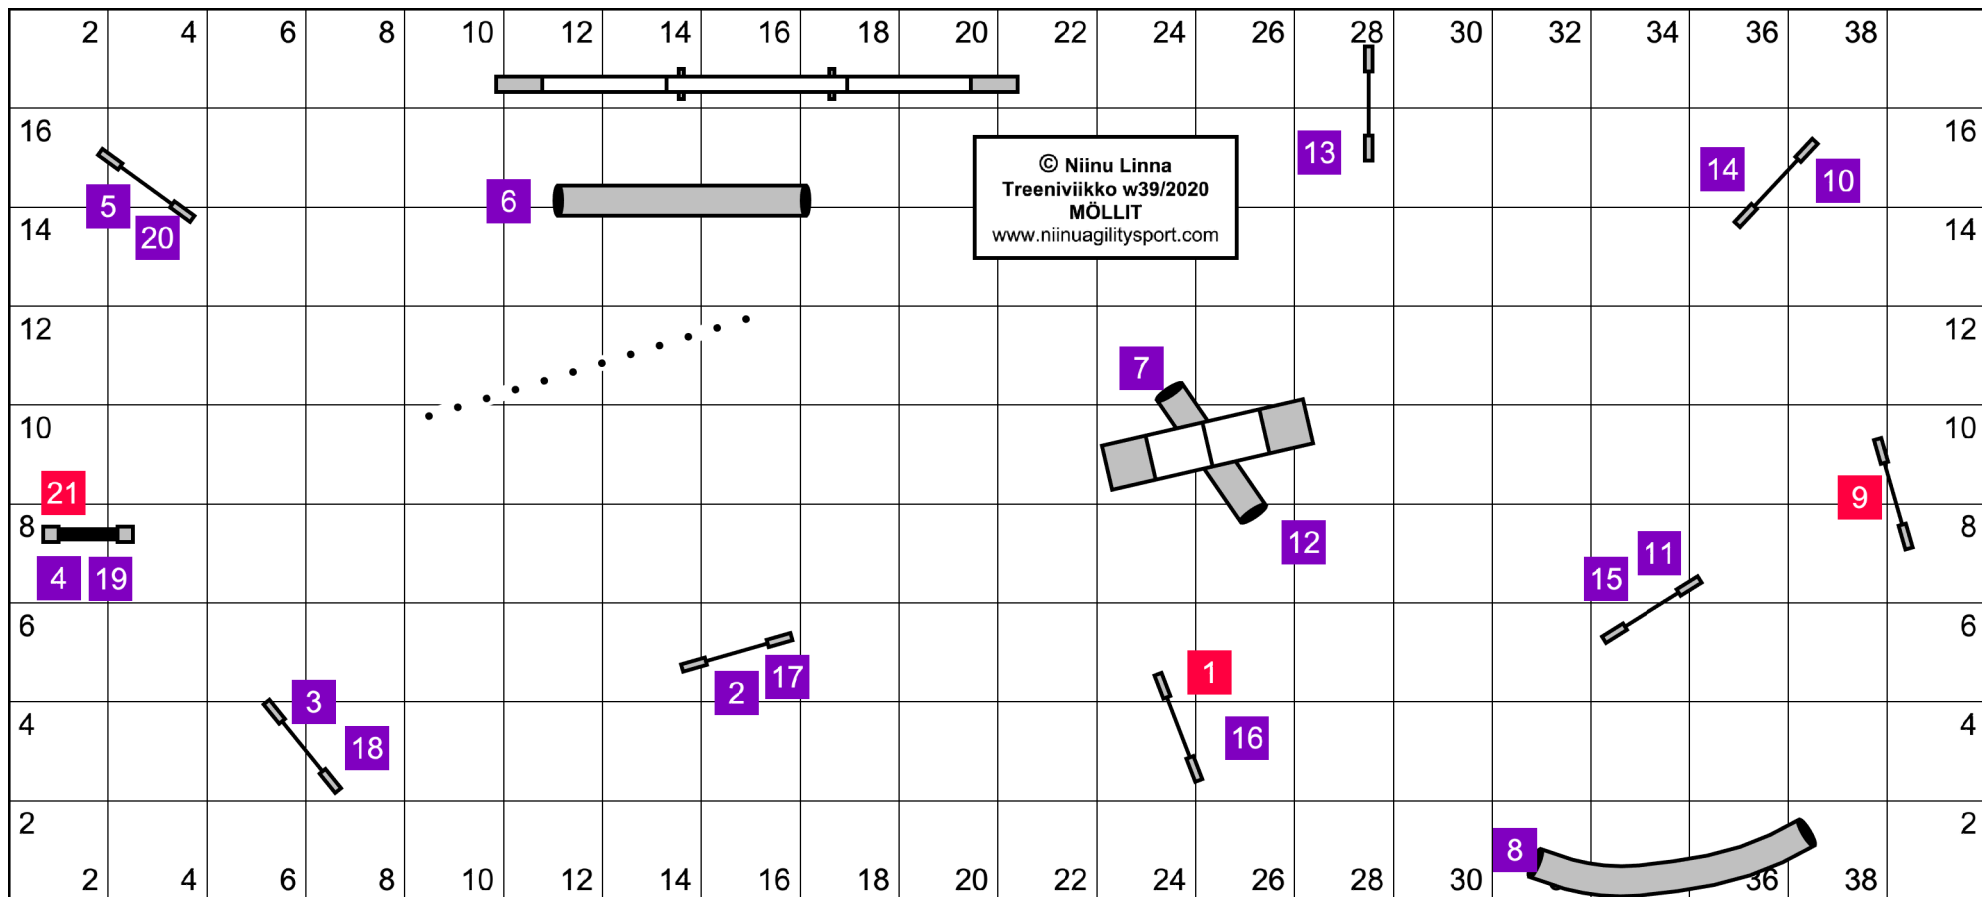 2 4 6 8 10 12 14 16 18 20 22 24 26 28 30 32 34 36 38
16 13 © Niinu Linna 14 10 16
Treeniviikko w39/2020
5 6 MÖLLIT
14 20 www.niinuagilitysport.com 14
12 12
7
10 10
21 9
8 12 8
4 19 15 11
6 6
2 17 1
3
4 18 16 4
2 8 2
2 4 6 8 10 12 14 16 18 20 22 24 26 28 30 36 38